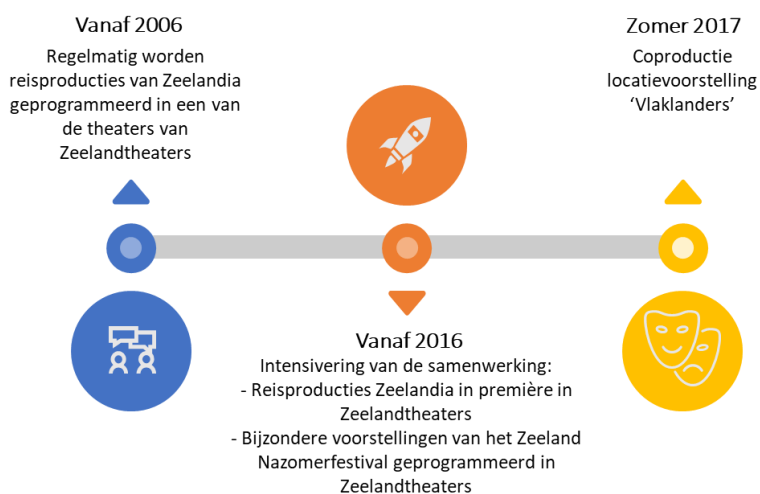 Vanaf 2006
Regelmatig worden
reisproducties van Zeelandia
geprogrammeerd in een van
de theaters van
Zeelandtheaters
Vanaf 2016
Intensivering van de samenwerking:
- Reisproducties Zeelandia in première in
Zeelandtheaters
- Bijzondere voorstellingen van het Zeeland
Nazomerfestival geprogrammeerd in
Zeelandtheaters
Zomer 2017
Coproductie
locatievoorstelling
‘Vlaklanders’